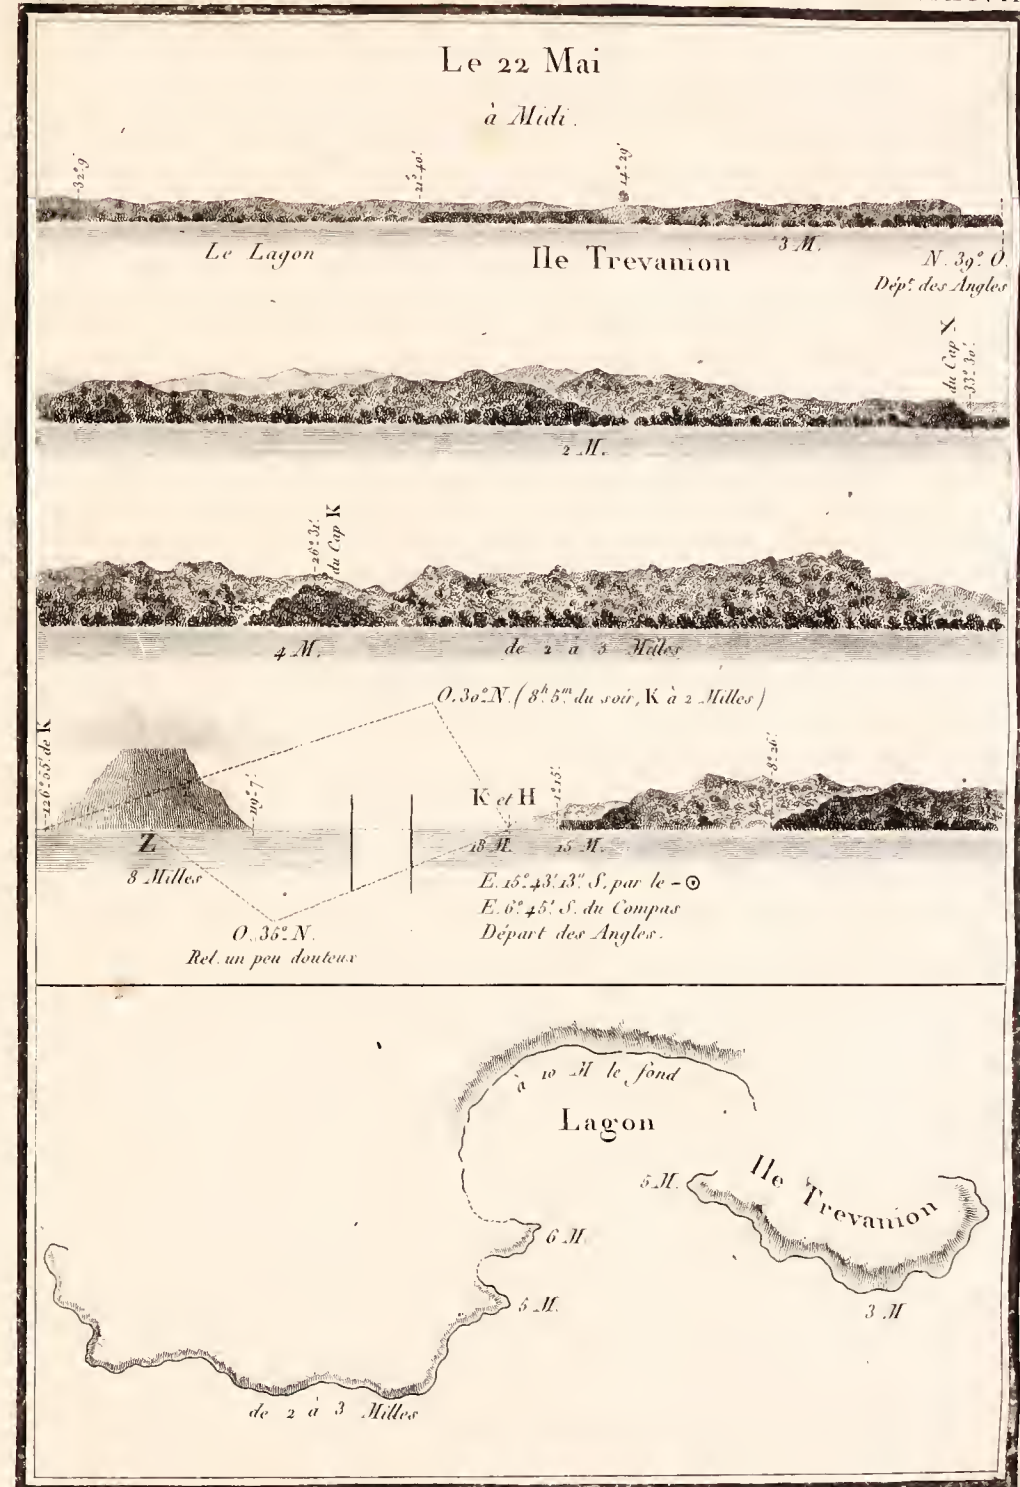 Le 22 Mai
à Midi.
-32°.9'.
-21°.40'.
14°.29'
Le Lagon
Ile Trevanion
3 M.
N. 39°. O.
Dép.t des Angles
du Cap X
-33°.30'.
2 M.
-26°.31'.
du Cap K
4 M.
de 2 à 3 Milles
O. 30°. N. (8h. 5m. du soir, K à 2 Milles)
-126°.55'. de K
-19°.7'.
K et H
-1°.15'.
-8°.26'.
Z
8 Milles
18 M.
15 M.
E. 15°.43'.13". S. par le -☉
E. 6°.45'. S. du Compas
Départ des Angles.
O. 35°. N.
Rel. un peu douteux
à 10 M le fond
Lagon
5 M.
Ile Trevanion
6 M.
5 M.
3 M
de 2 à 3 Milles